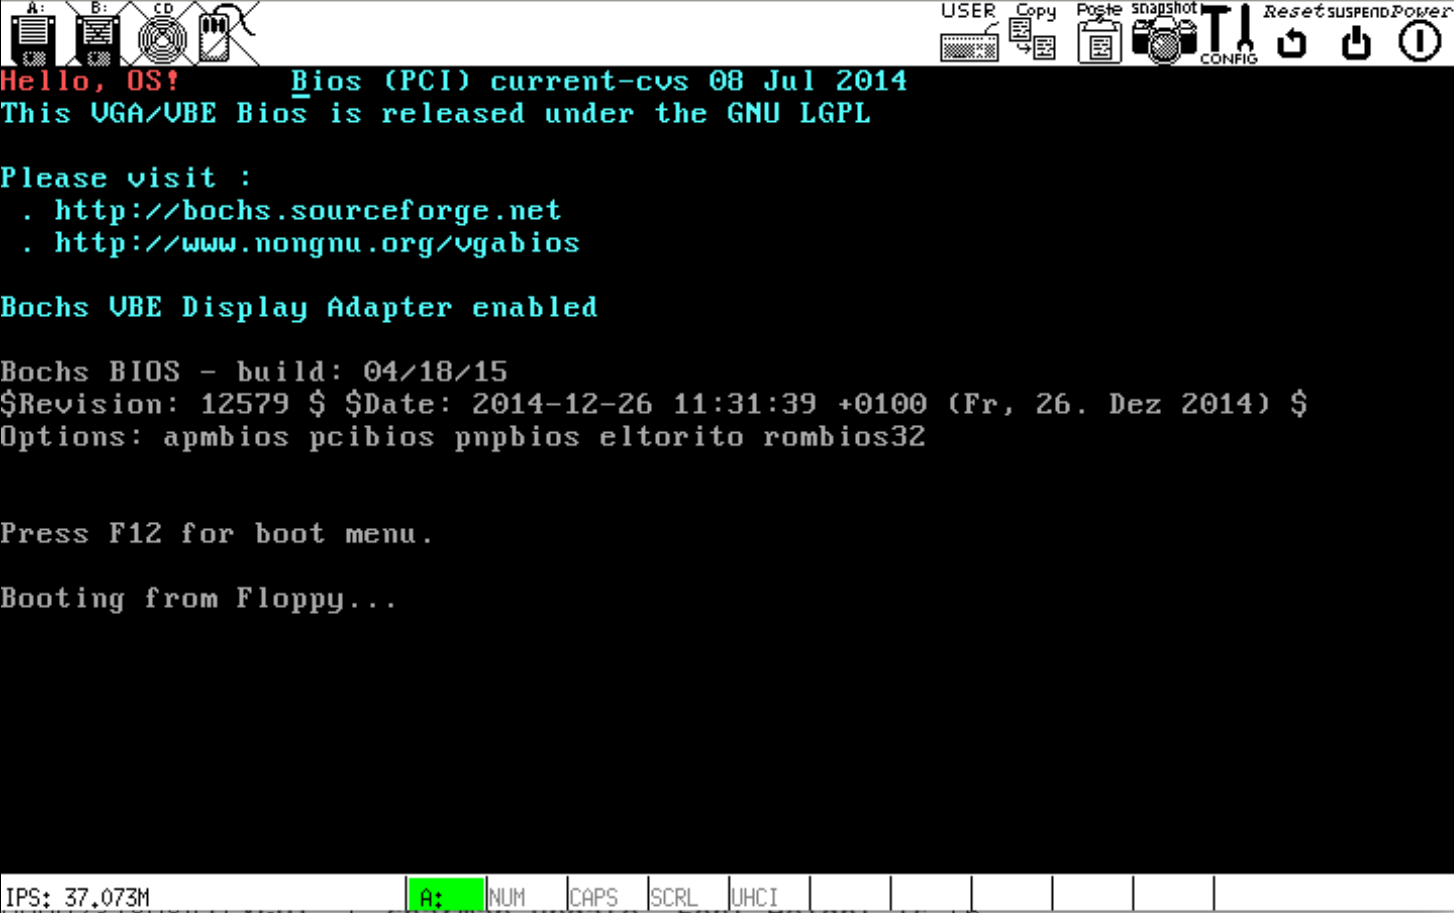 A: B: CD USER Copy Paste snapshot Reset SUSPEND Power
CONFIG
Hello, OS! Bios (PCI) current-cvs 08 Jul 2014
This VGA/VBE Bios is released under the GNU LGPL
Please visit :
. http://bochs.sourceforge.net
. http://www.nongnu.org/vgabios
Bochs VBE Display Adapter enabled
Bochs BIOS - build: 04/18/15
$Revision: 12579 $ $Date: 2014-12-26 11:31:39 +0100 (Fr, 26. Dez 2014) $
Options: apmbios pcibios pnpbios eltorito rombios32
Press F12 for boot menu.
Booting from Floppy...
IPS: 37.073M A: NUM CAPS SCRL UHCI